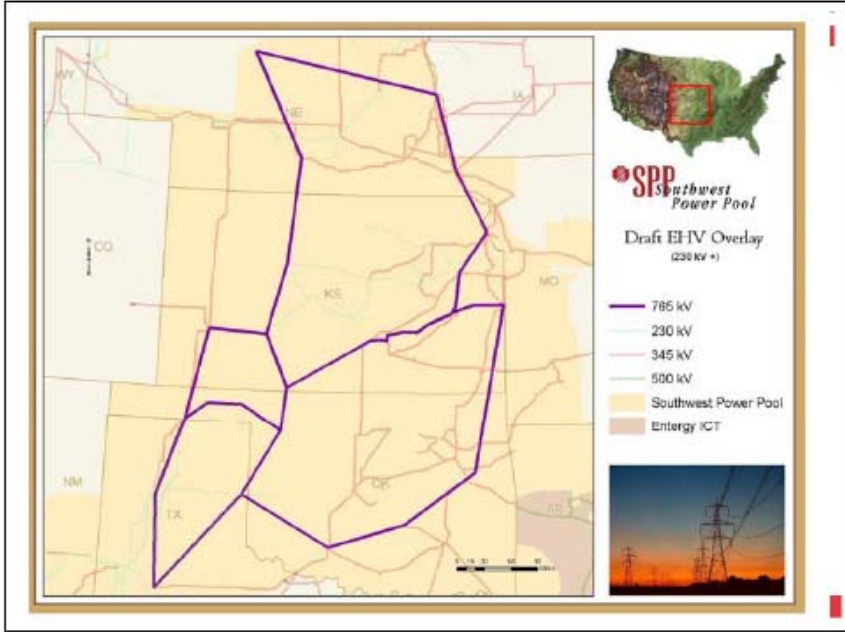 WY
NE
IA
CO
KS
MO
NM
TX
OK
AR
SPP
Southwest
Power Pool
Draft EHV Overlay
(230 kV +)
765 kV
230 kV
345 kV
500 kV
Southwest Power Pool
Entergy ICT